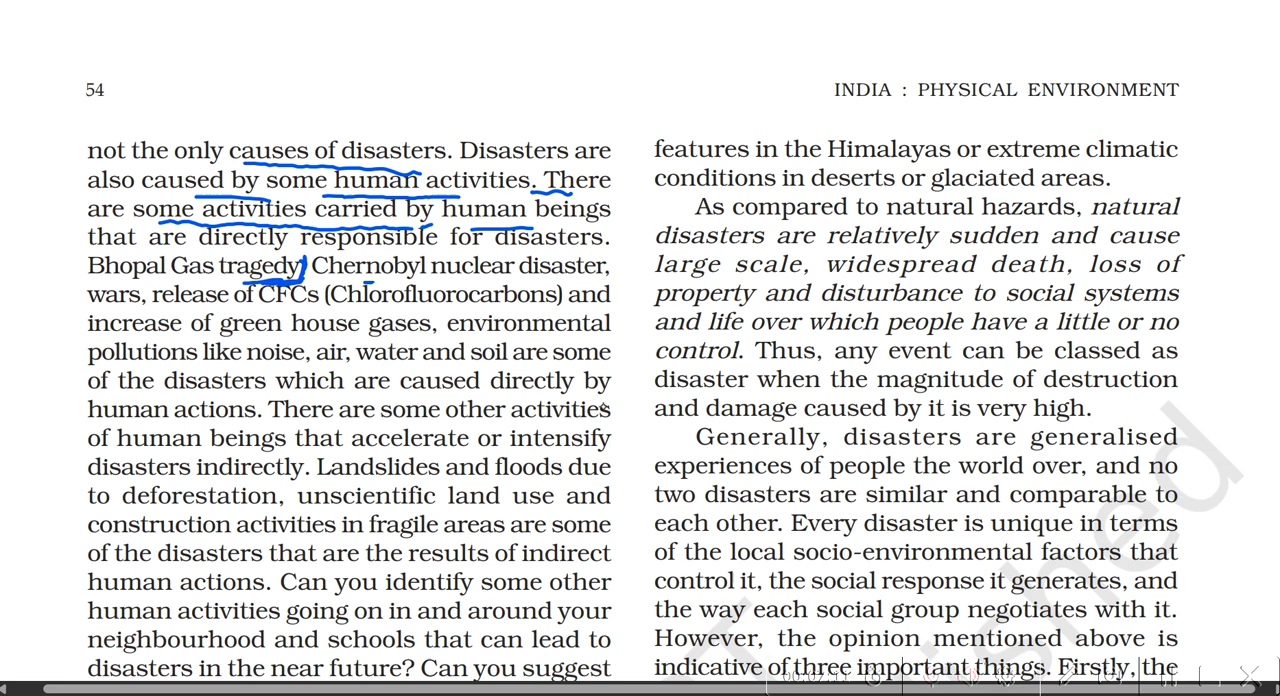 54
INDIA : PHYSICAL ENVIRONMENT
not the only causes of disasters. Disasters are
also caused by some human activities. There
are some activities carried by human beings
that are directly responsible for disasters.
Bhopal Gas tragedy, Chernobyl nuclear disaster,
wars, release of CFCs (Chlorofluorocarbons) and
increase of green house gases, environmental
pollutions like noise, air, water and soil are some
of the disasters which are caused directly by
human actions. There are some other activities
of human beings that accelerate or intensify
disasters indirectly. Landslides and floods due
to deforestation, unscientific land use and
construction activities in fragile areas are some
of the disasters that are the results of indirect
human actions. Can you identify some other
human activities going on in and around your
neighbourhood and schools that can lead to
disasters in the near future? Can you suggest
features in the Himalayas or extreme climatic
conditions in deserts or glaciated areas.
As compared to natural hazards, natural
disasters are relatively sudden and cause
large scale, widespread death, loss of
property and disturbance to social systems
and life over which people have a little or no
control. Thus, any event can be classed as
disaster when the magnitude of destruction
and damage caused by it is very high.
Generally, disasters are generalised
experiences of people the world over, and no
two disasters are similar and comparable to
each other. Every disaster is unique in terms
of the local socio-environmental factors that
control it, the social response it generates, and
the way each social group negotiates with it.
However, the opinion mentioned above is
indicative of three important things. Firstly, the